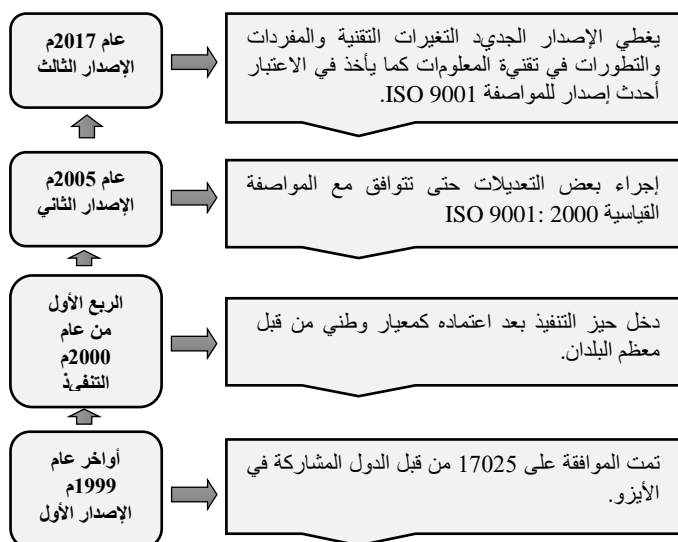 عام 2017م
الإصدار الثالث
يغطي الإصدار الجديد التغيرات التقنية والمفردات
والتطورات في تقنية المعلومات كما يأخذ في الاعتبار
أحدث إصدار للمواصفة ISO 9001.
عام 2005م
الإصدار الثاني
إجراء بعض التعديلات حتى تتوافق مع المواصفة
القياسية ISO 9001: 2000
الربع الأول
من عام
2000م
التنفيذ
دخل حيز التنفيذ بعد اعتماده كمعيار وطني من قبل
معظم البلدان.
أواخر عام
1999م
الإصدار الأول
تمت الموافقة على 17025 من قبل الدول المشاركة في
الأيزو.